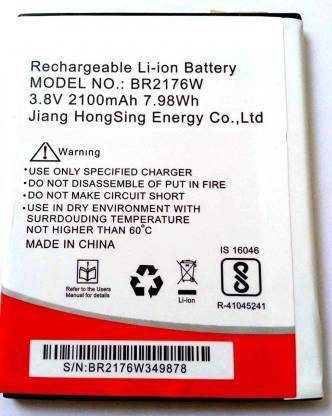 Rechargeable Li-ion Battery
MODEL NO.: BR2176W
3.8V 2100mAh 7.98Wh
Jiang HongSing Energy Co.,Ltd
Warning
•USE ONLY SPECIFIED CHARGER
•DO NOT DISASSEMBLE OF PUT IN FIRE
•DO NOT MAKE CIRCUIT SHORT
•USE IN DRY ENVIRONMENT WITH
SURRDOUDING TEMPERATURE
NOT HIGHER THAN 60°C
MADE IN CHINA
IS 16046
Refer to the Users
Manual for details
Li-ion
R-41045241
S/N:BR2176W349878